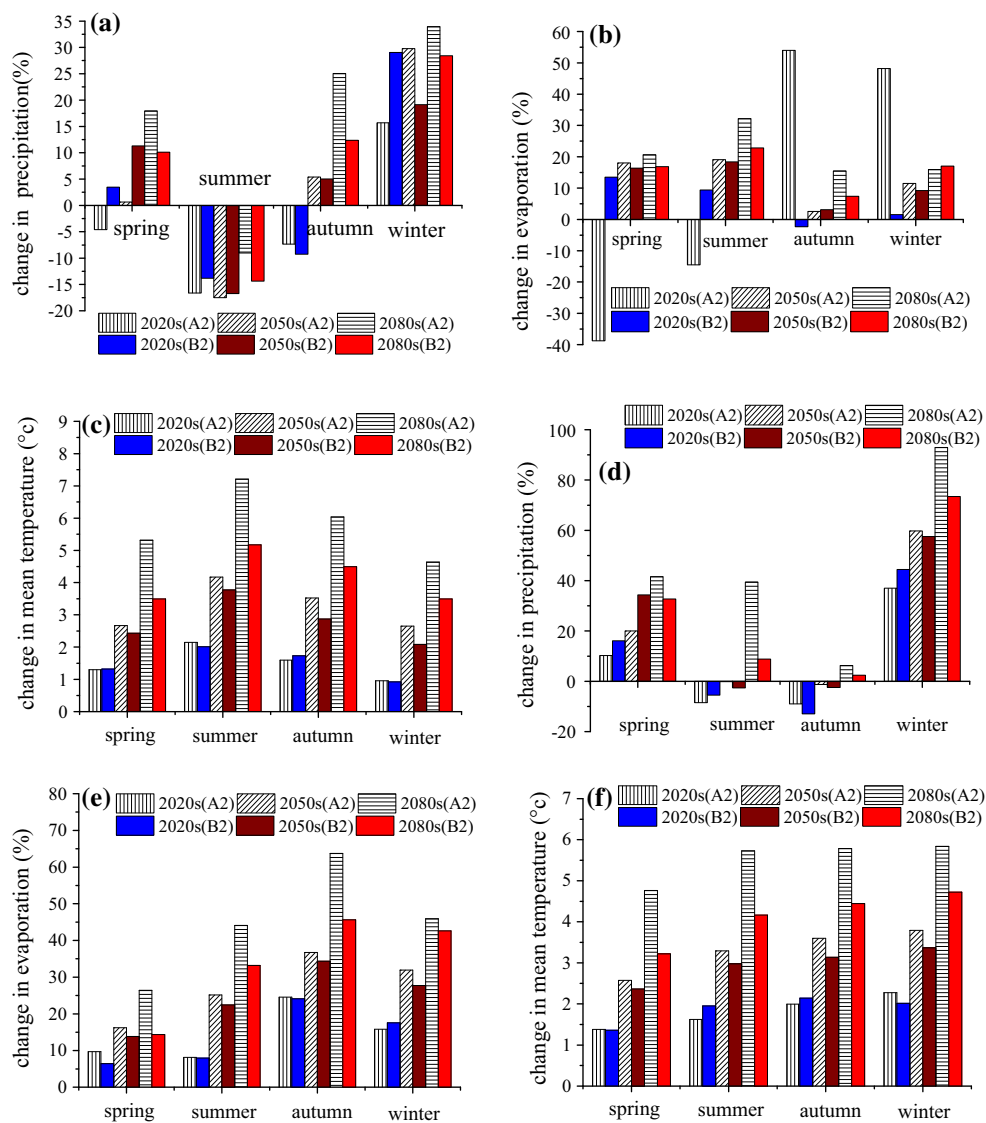 (a)
change in precipitation(%)
35
30
25
20
15
10
5
0
-5
-10
-15
-20
spring
summer
autumn
winter
2020s(A2) 2050s(A2) 2080s(A2)
2020s(B2) 2050s(B2) 2080s(B2)
(b)
change in evaporation (%)
60
50
40
30
20
10
0
-10
-20
-30
-40
spring summer autumn winter
2020s(A2) 2050s(A2) 2080s(A2)
2020s(B2) 2050s(B2) 2080s(B2)
(c)
2020s(A2) 2050s(A2) 2080s(A2)
2020s(B2) 2050s(B2) 2080s(B2)
change in mean temperature (°c)
9
8
7
6
5
4
3
2
1
0
spring summer autumn winter
2020s(A2) 2050s(A2) 2080s(A2)
2020s(B2) 2050s(B2) 2080s(B2)
(d)
change in precipitation (%)
100
80
60
40
20
0
-20
spring summer autumn winter
(e)
2020s(A2) 2050s(A2) 2080s(A2)
2020s(B2) 2050s(B2) 2080s(B2)
change in evaporation (%)
80
70
60
50
40
30
20
10
0
spring summer autumn winter
(f)
2020s(A2) 2050s(A2) 2080s(A2)
2020s(B2) 2050s(B2) 2080s(B2)
change in mean temperature (°c)
7
6
5
4
3
2
1
0
spring summer autumn winter